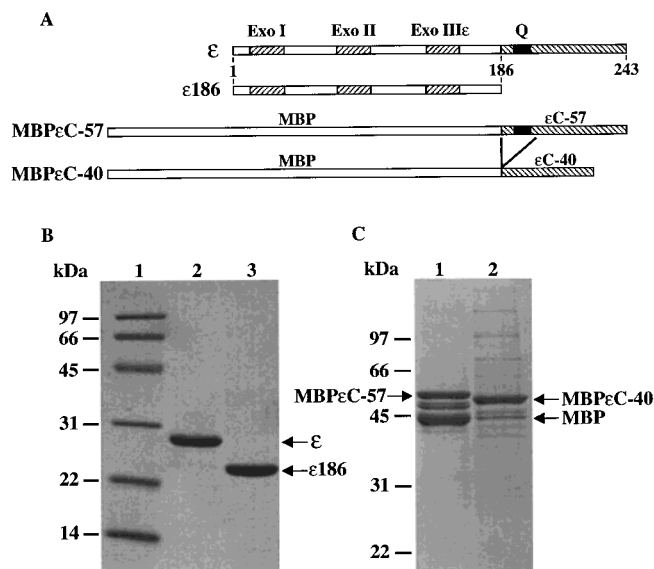 A
Exo I Exo II Exo IIIε Q
ε
1 186 243
ε186
MBP εC-57
MBPεC-57
MBP εC-40
MBPεC-40
B
kDa 1 2 3
97
66
45
31
22
14
ε
ε186
C
kDa 1 2
97
66
MBPεC-57
MBPεC-40
45
MBP
31
22